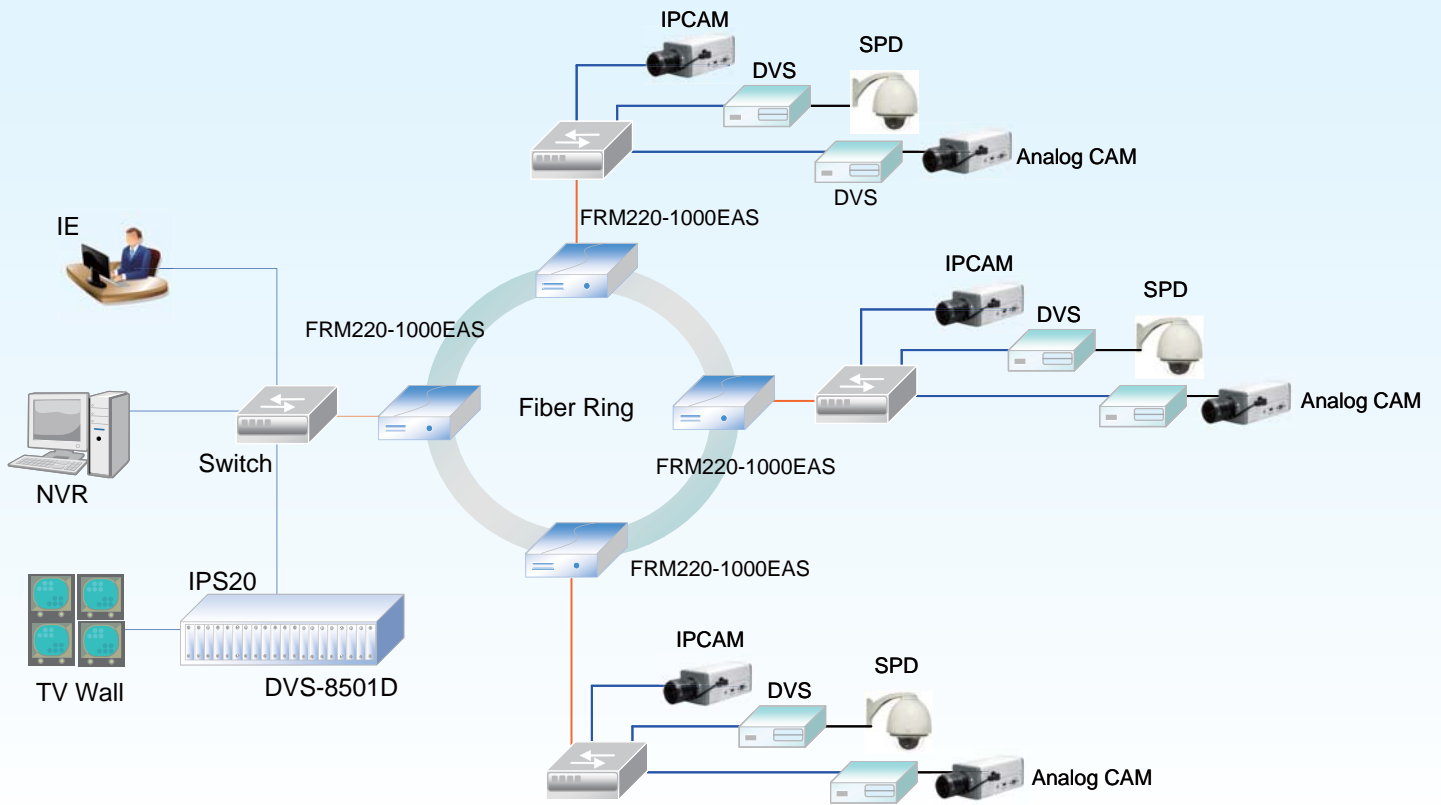 IPCAM
SPD
DVS
Analog CAM
DVS
FRM220-1000EAS
IE
IPCAM
SPD
DVS
FRM220-1000EAS
Fiber Ring
Analog CAM
Switch
FRM220-1000EAS
NVR
FRM220-1000EAS
IPS20
IPCAM
SPD
DVS
TV Wall
DVS-8501D
Analog CAM